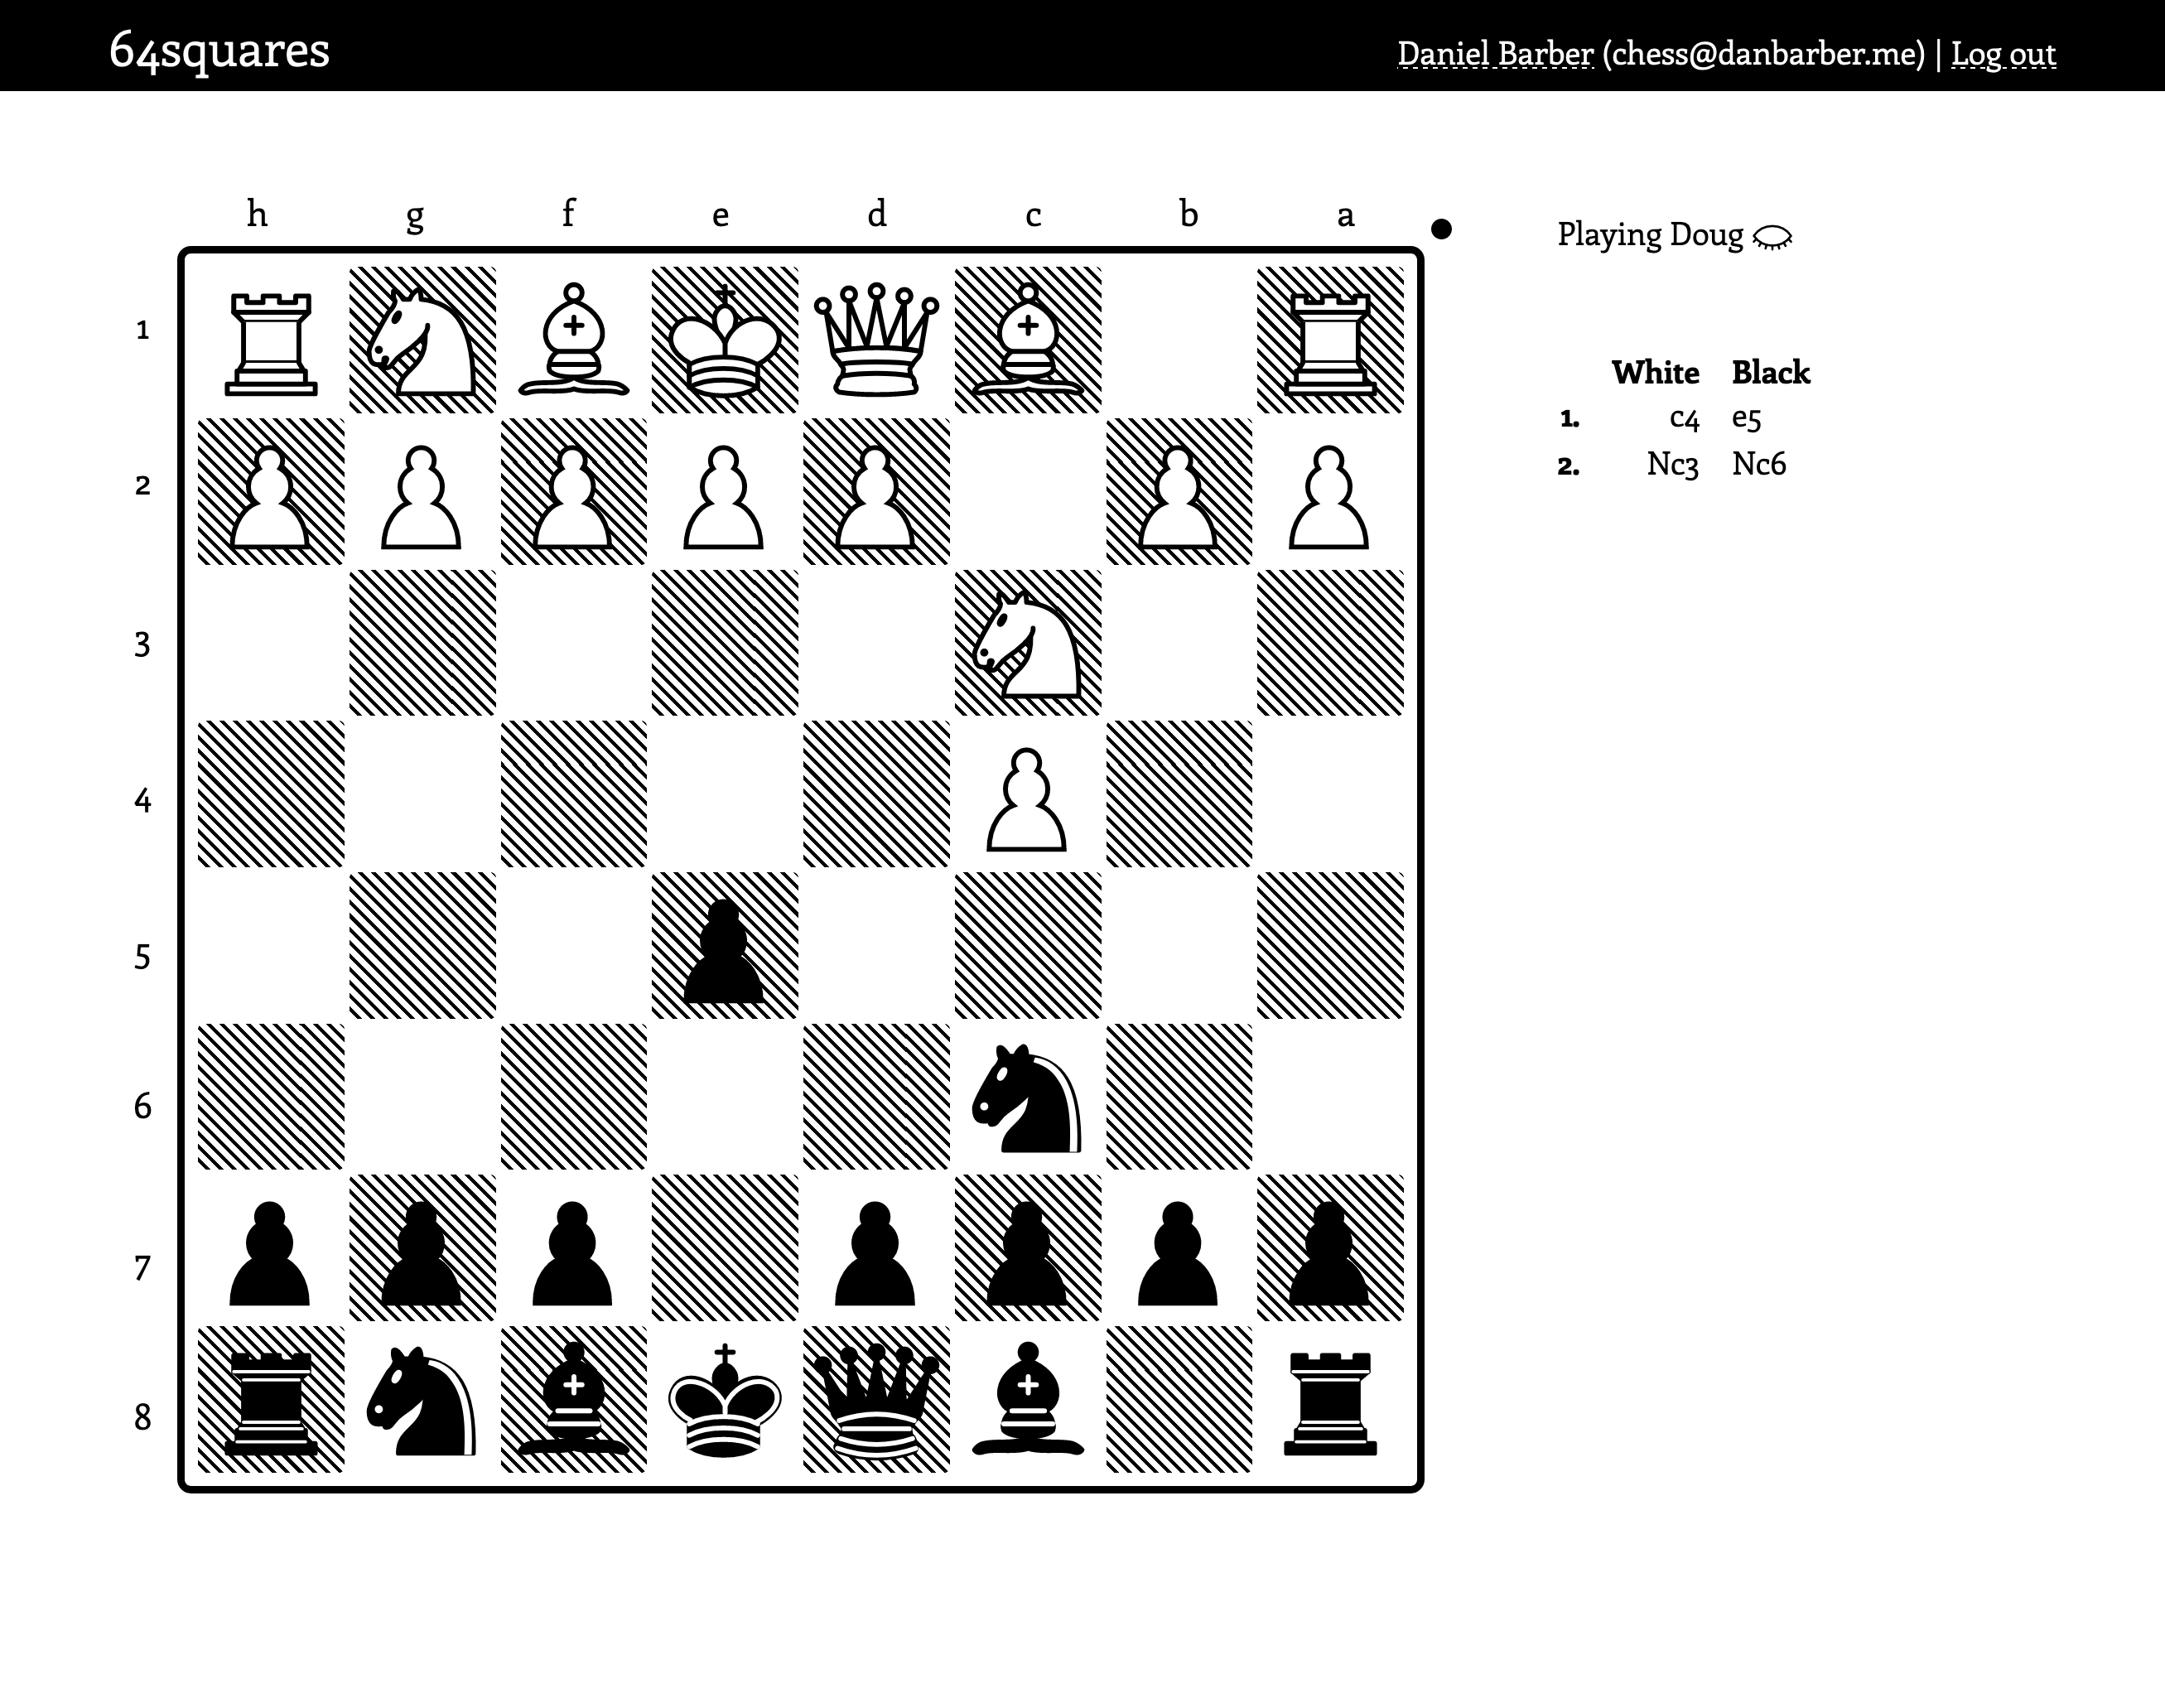 64squares
Daniel Barber (chess@danbarber.me) | Log out
h g f e d c b a
Playing Doug
1
2
3
4
5
6
7
8
White Black
1. c4 e5
2. Nc3 Nc6